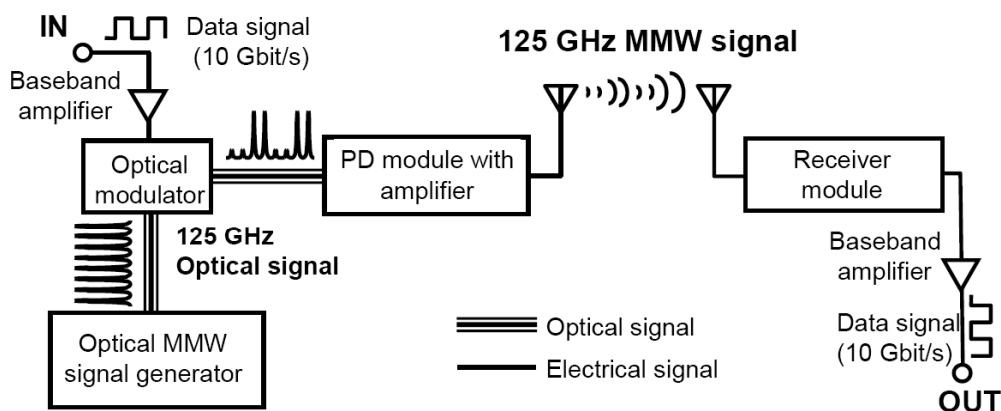 IN
Data signal
(10 Gbit/s)
Baseband
amplifier
Optical
modulator
PD module with
amplifier
125 GHz MMW signal
Receiver
module
125 GHz
Optical signal
Optical MMW
signal generator
Optical signal
Electrical signal
Baseband
amplifier
Data signal
(10 Gbit/s)
OUT